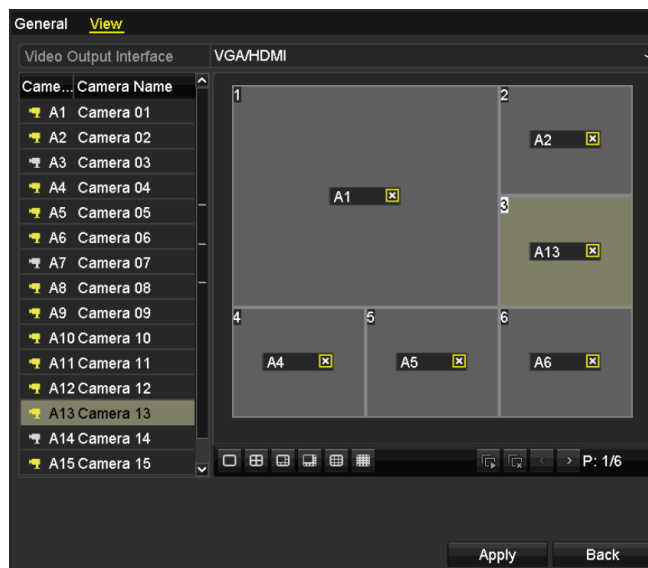 General View
Video Output Interface VGA/HDMI
Came... Camera Name
A1 Camera 01
A2 Camera 02
A3 Camera 03
A4 Camera 04
A5 Camera 05
A6 Camera 06
A7 Camera 07
A8 Camera 08
A9 Camera 09
A10 Camera 10
A11 Camera 11
A12 Camera 12
A13 Camera 13
A14 Camera 14
A15 Camera 15
1
A1
2
A2
3
A13
4
A4
5
A5
6
A6
P: 1/6
Apply Back